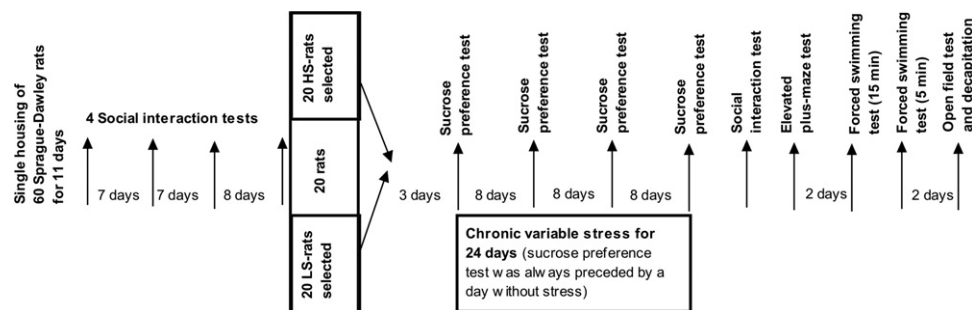 Single housing of
60 Sprague-Dawley rats
for 11 days
4 Social interaction tests
7 days
7 days
8 days
20 HS-rats
selected
20 rats
20 LS-rats
selected
3 days
Sucrose
preference test
8 days
Sucrose
preference test
8 days
Sucrose
preference test
8 days
Sucrose
preference test
Chronic variable stress for
24 days (sucrose preference
test was always preceded by a
day without stress)
Social
interaction test
Elevated
plus-maze test
2 days
Forced swimming
test (15 min)
Forced swimming
test (5 min)
2 days
Open field test
and decapitation